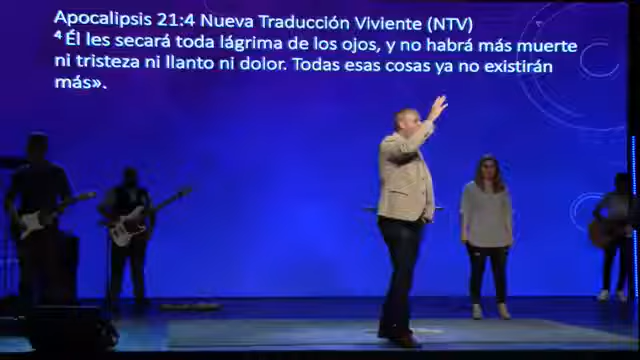 Apocalipsis 21:4 Nueva Traducción Viviente (NTV)
4 Él les secará toda lágrima de los ojos, y no habrá más muerte
ni tristeza ni llanto ni dolor. Todas esas cosas ya no existirán
más».